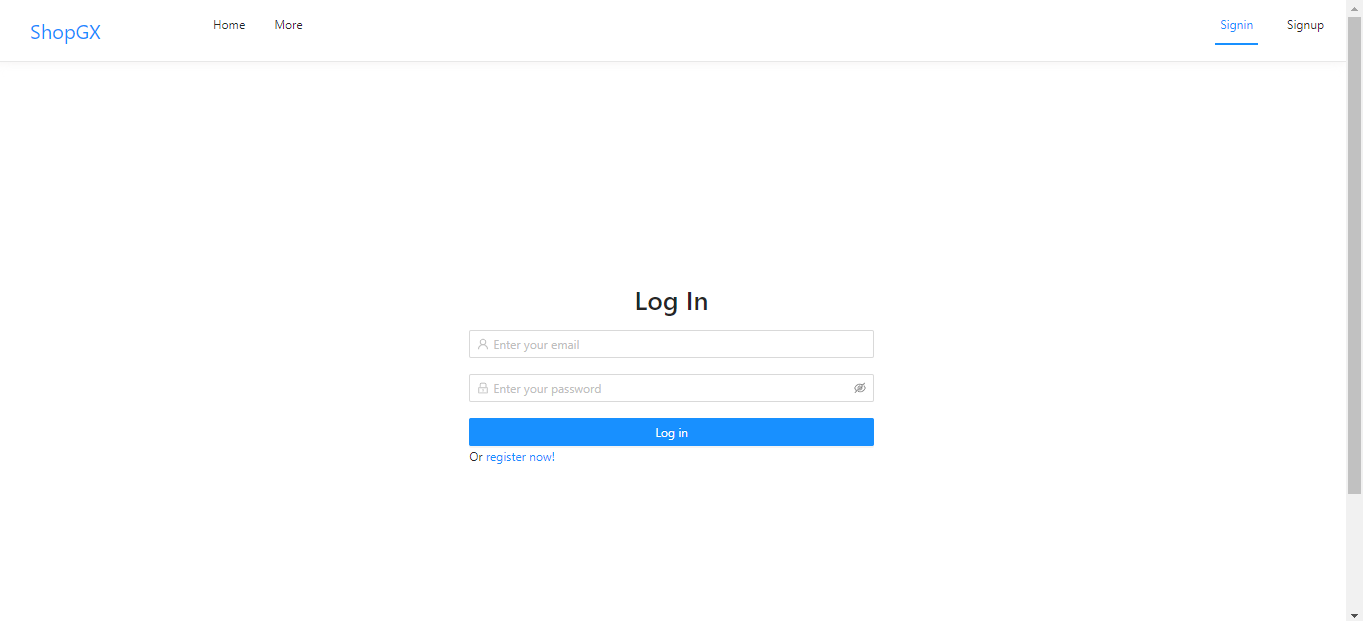 ShopGX
Home
More
Signin
Signup
Log In
Enter your email
Enter your password
Log in
Or register now!